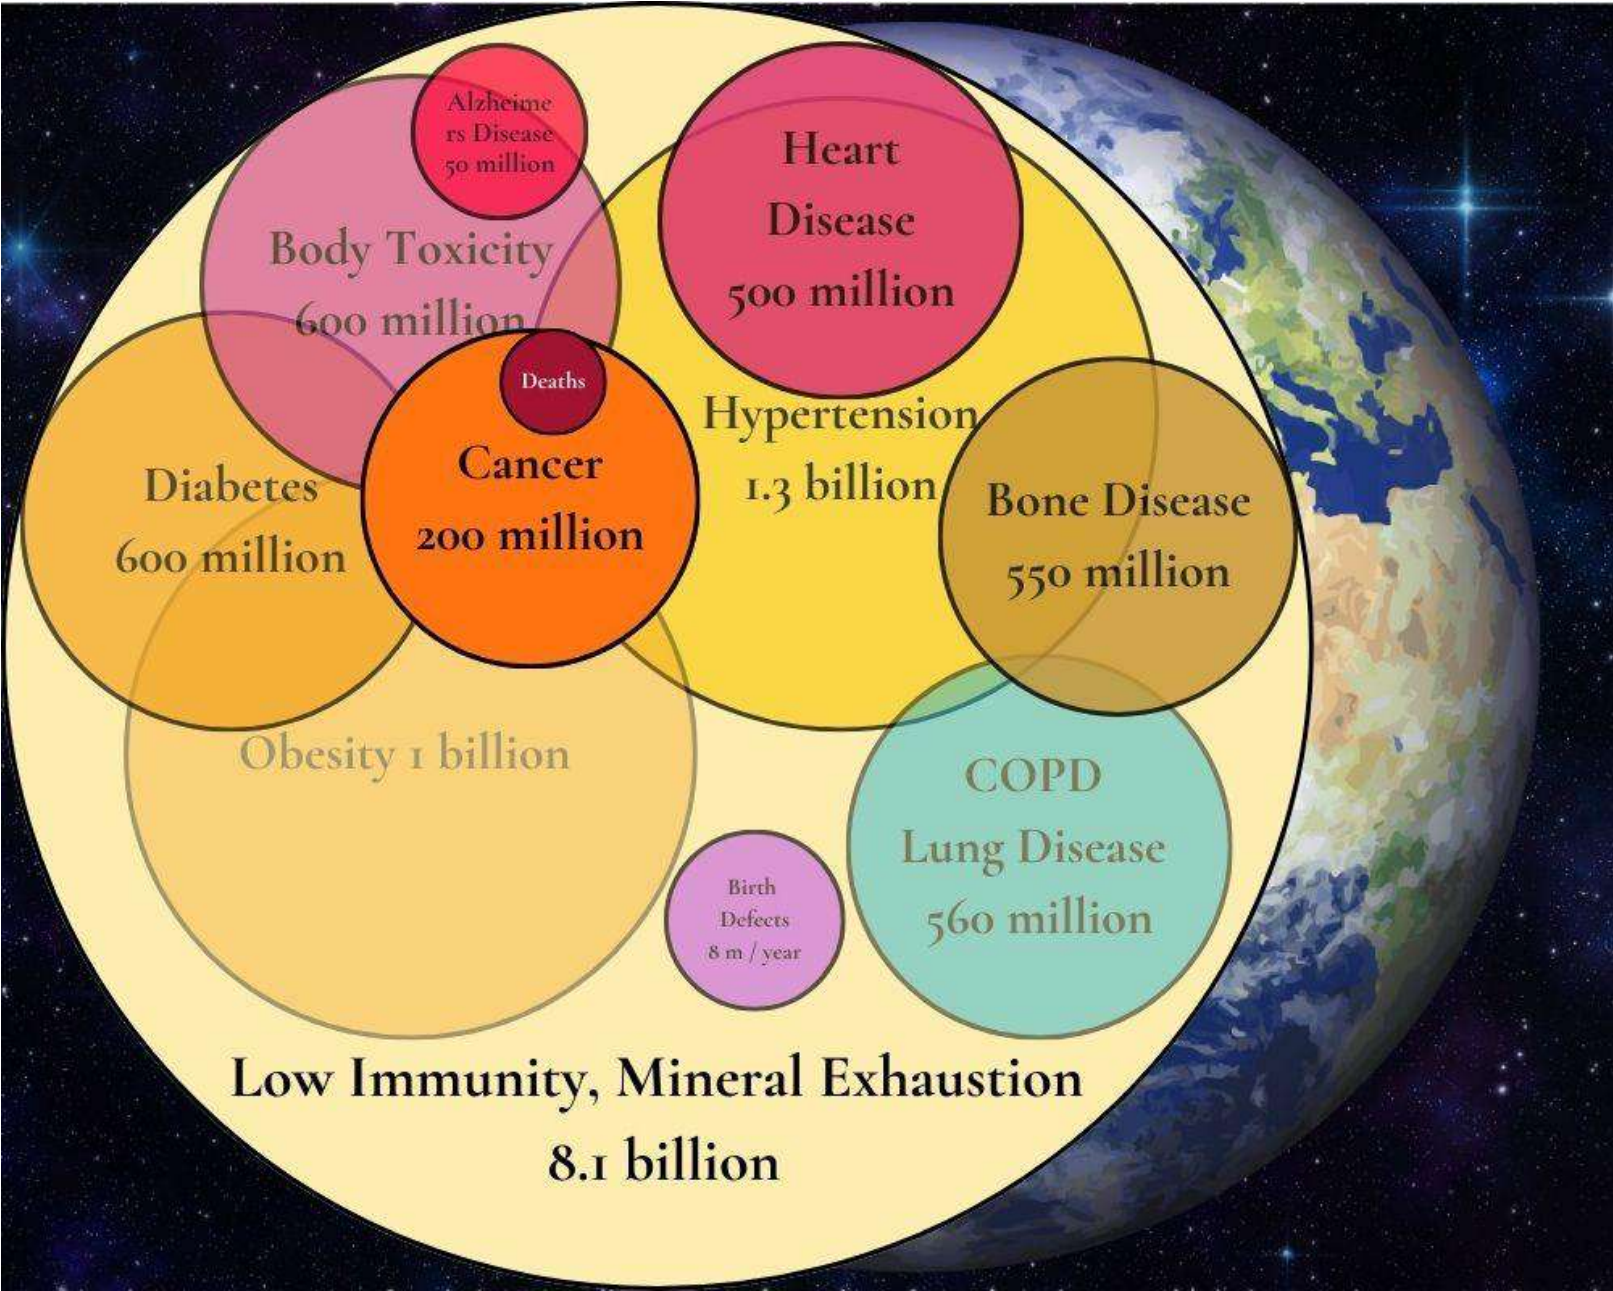 Alzheime
rs Disease
50 million
Heart
Disease
500 million
Body Toxicity
600 million
Deaths
Hypertension
1.3 billion
Cancer
200 million
Diabetes
600 million
Bone Disease
550 million
Obesity 1 billion
COPD
Lung Disease
560 million
Birth
Defects
8 m / year
Low Immunity, Mineral Exhaustion
8.1 billion